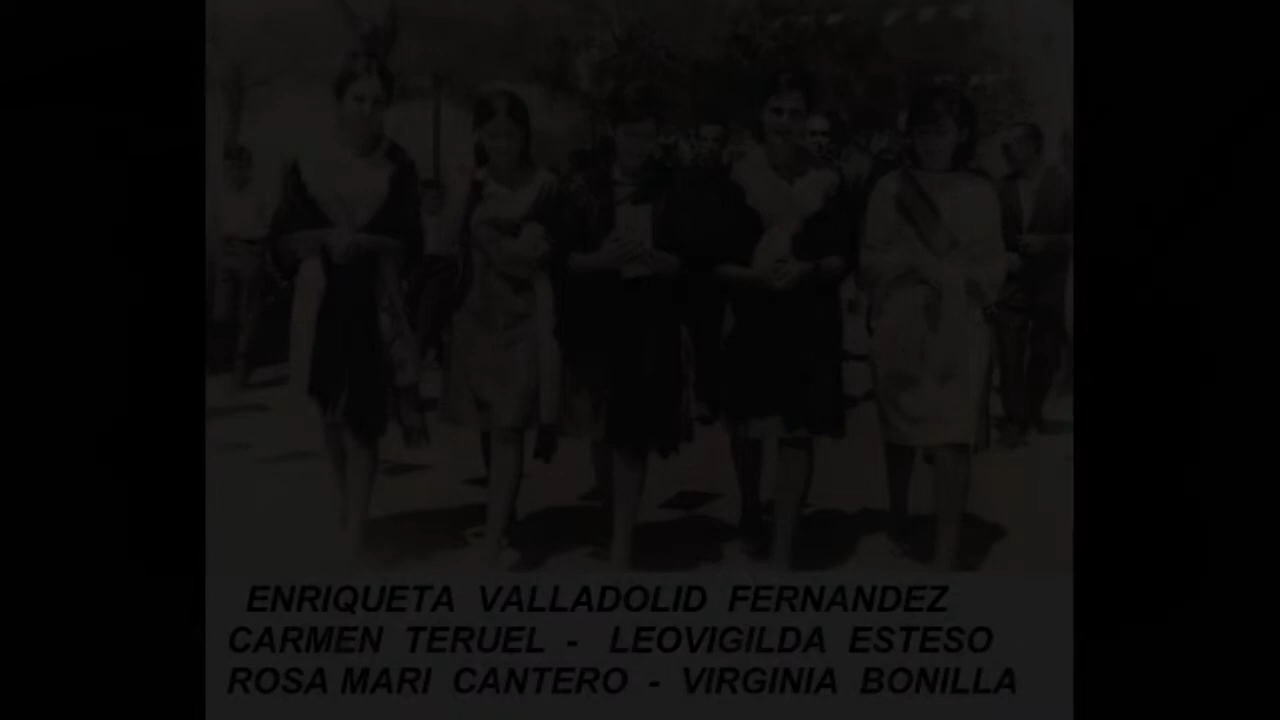 ENRIQUETA VALLADOLID FERNANDEZ
CARMEN TERUEL - LEOVIGILDA ESTESO
ROSA MARI CANTERO - VIRGINIA BONILLA